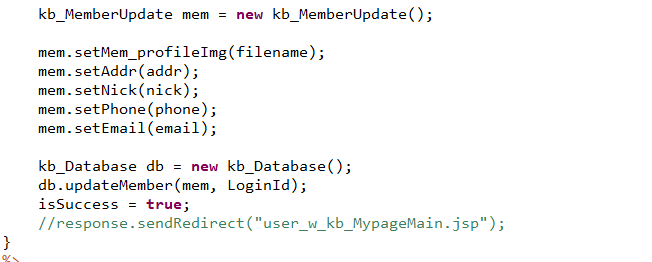 kb_MemberUpdate mem = new kb_MemberUpdate();
mem.setMem_profileImg(filename);
mem.setAddr(addr);
mem.setNick(nick);
mem.setPhone(phone);
mem.setEmail(email);
kb_Database db = new kb_Database();
db.updateMember(mem, LoginId);
isSuccess = true;
//response.sendRedirect("user_w_kb_MypageMain.jsp");
}
%>